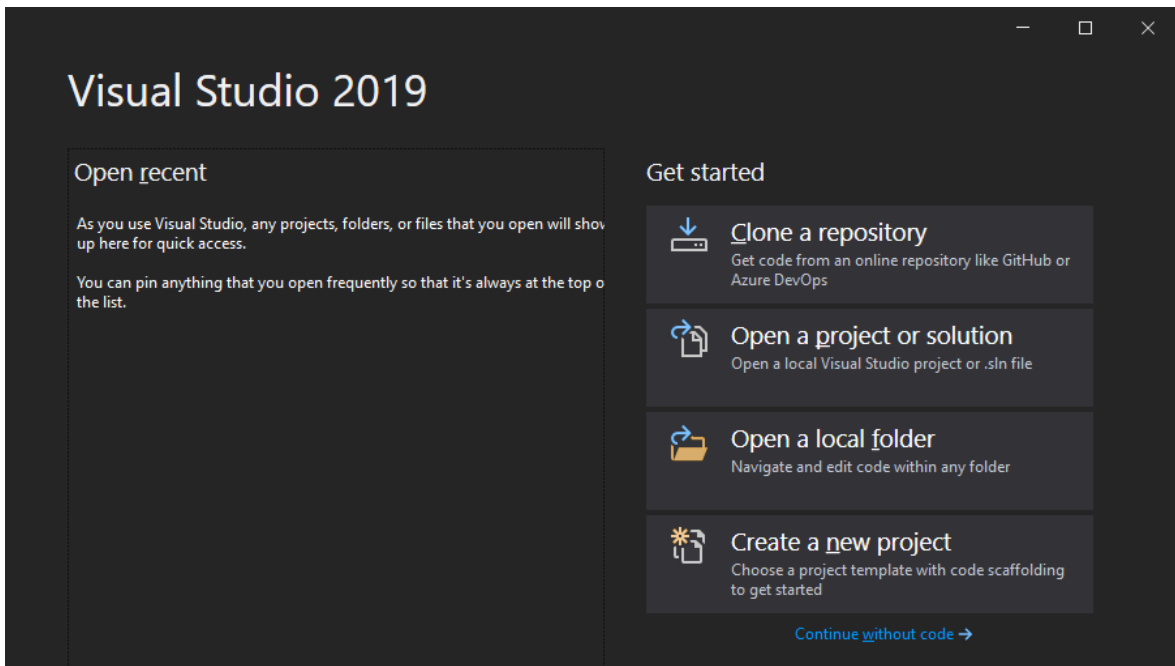 Visual Studio 2019
Open recent
As you use Visual Studio, any projects, folders, or files that you open will show
up here for quick access.
You can pin anything that you open frequently so that it's always at the top o
the list.
Get started
Clone a repository
Get code from an online repository like GitHub or
Azure DevOps
Open a project or solution
Open a local Visual Studio project or .sln file
Open a local folder
Navigate and edit code within any folder
Create a new project
Choose a project template with code scaffolding
to get started
Continue without code →